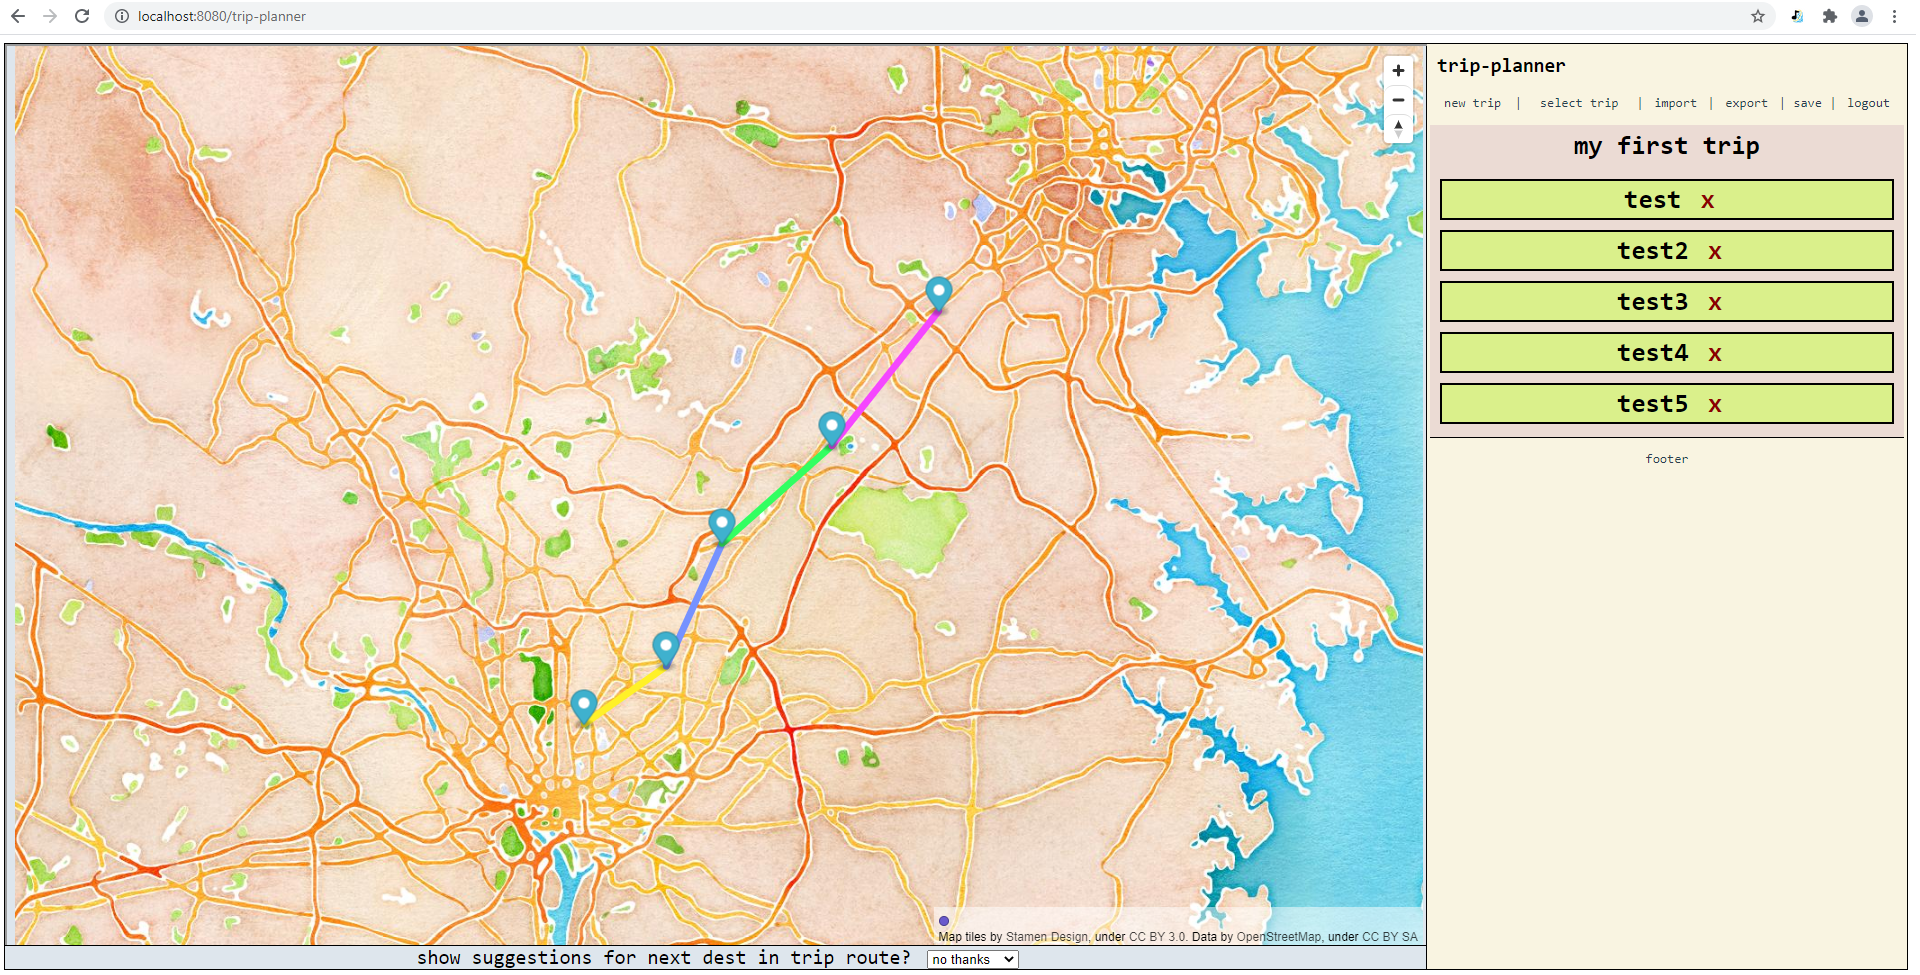 localhost:8080/trip-planner
trip-planner
new trip | select trip | import | export | save | logout
my first trip
test x
test2 x
test3 x
test4 x
test5 x
footer
+
−
Map tiles by Stamen Design, under CC BY 3.0. Data by OpenStreetMap, under CC BY SA
show suggestions for next dest in trip route? no thanks